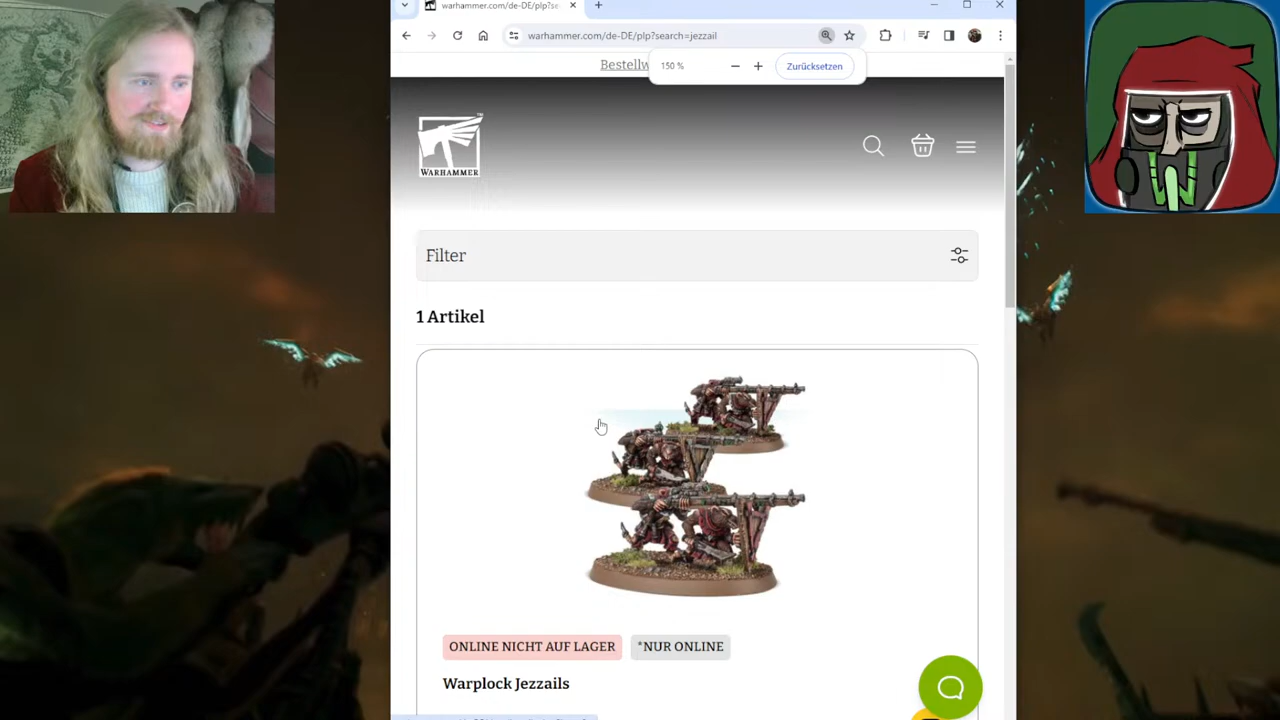 warhammer.com/de-DE/plp?se
warhammer.com/de-DE/plp?search=jezzail
150 %
Zurücksetzen
Bestellw
WARHAMMER
Filter
1 Artikel
ONLINE NICHT AUF LAGER
*NUR ONLINE
Warplock Jezzails